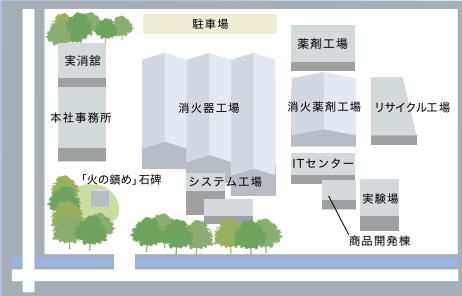 駐車場
実消舘
薬剤工場
本社事務所
消火器工場
消火薬剤工場
リサイクル工場
ITセンター
「火の鎮め」石碑
システム工場
実験場
商品開発棟